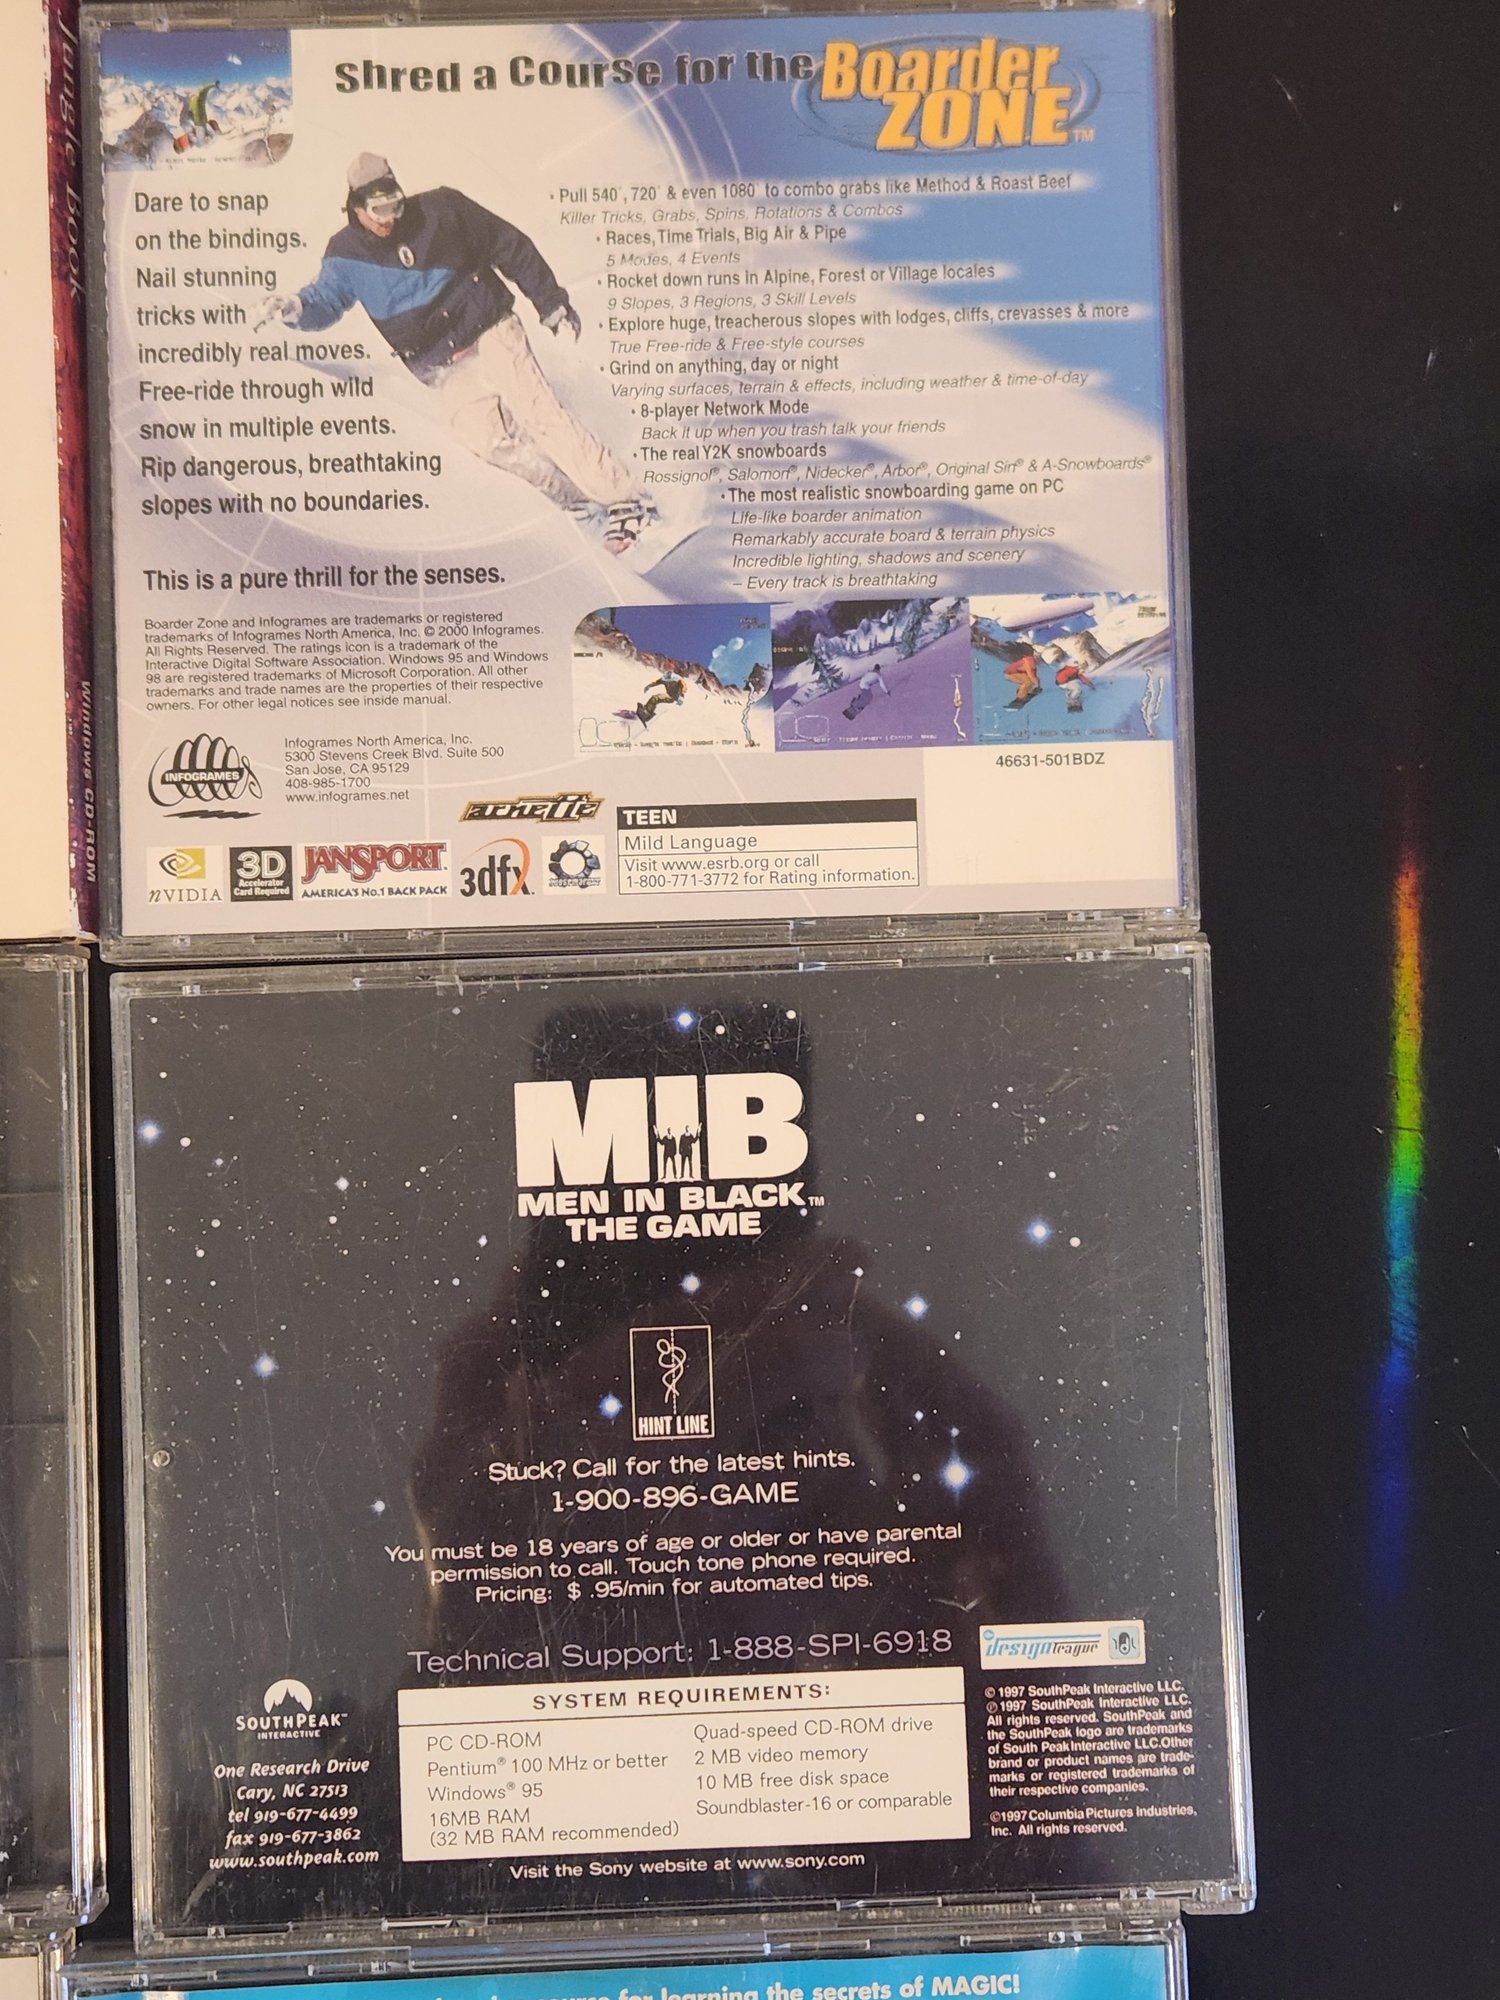 Jungle Book
Windows CD-ROM
Shred a Course for the Boarder
ZONE™
Dare to snap
on the bindings.
Nail stunning
tricks with
incredibly real moves.
Free-ride through wild
snow in multiple events.
Rip dangerous, breathtaking
slopes with no boundaries.
This is a pure thrill for the senses.
• Pull 540°, 720° & even 1080° to combo grabs like Method & Roast Beef
Killer Tricks, Grabs, Spins, Rotations & Combos
• Races, Time Trials, Big Air & Pipe
5 Modes, 4 Events
• Rocket down runs in Alpine, Forest or Village locales
9 Slopes, 3 Regions, 3 Skill Levels
• Explore huge, treacherous slopes with lodges, cliffs, crevasses & more
True Free-ride & Free-style courses
• Grind on anything, day or night
Varying surfaces, terrain & effects, including weather & time-of-day
• 8-player Network Mode
Back it up when you trash talk your friends
• The real Y2K snowboards
Rossignol®, Salomon®, Nidecker®, Arbor®, Original Sin® & A-Snowboards®
• The most realistic snowboarding game on PC
Life-like boarder animation
Remarkably accurate board & terrain physics
Incredible lighting, shadows and scenery
– Every track is breathtaking
Boarder Zone and Infogrames are trademarks or registered
trademarks of Infogrames North America, Inc. © 2000 Infogrames.
All Rights Reserved. The ratings icon is a trademark of the
Interactive Digital Software Association. Windows 95 and Windows
98 are registered trademarks of Microsoft Corporation. All other
trademarks and trade names are the properties of their respective
owners. For other legal notices see inside manual.
INFOGRAMES
Infogrames North America, Inc.
5300 Stevens Creek Blvd. Suite 500
San Jose, CA 95129
408-985-1700
www.infogrames.net
46631-501BDZ
arnette
TEEN
Mild Language
Visit www.esrb.org or call
1-800-771-3772 for Rating information.
nVIDIA
3D
Accelerator
Card Required
JANSPORT.
AMERICA'S NO.1 BACK PACK
3dfx.
MIB
MEN IN BLACK™
THE GAME
HINT LINE
Stuck? Call for the latest hints.
1-900-896-GAME
You must be 18 years of age or older or have parental
permission to call. Touch tone phone required.
Pricing: $ .95/min for automated tips.
Technical Support: 1-888-SPI-6918
the design league
SOUTHPEAK™
INTERACTIVE
One Research Drive
Cary, NC 27513
tel 919-677-4499
fax 919-677-3862
www.southpeak.com
SYSTEM REQUIREMENTS:
PC CD-ROM
Pentium® 100 MHz or better
Windows® 95
16MB RAM
(32 MB RAM recommended)
Quad-speed CD-ROM drive
2 MB video memory
10 MB free disk space
Soundblaster-16 or comparable
© 1997 SouthPeak Interactive LLC.
℗ 1997 SouthPeak Interactive LLC.
All rights reserved. SouthPeak and
the SouthPeak logo are trademarks
of South Peak Interactive LLC.Other
brand or product names are trade-
marks or registered trademarks of
their respective companies.
©1997 Columbia Pictures Industries,
Inc. All rights reserved.
Visit the Sony website at www.sony.com
for learning the secrets of MAGIC!